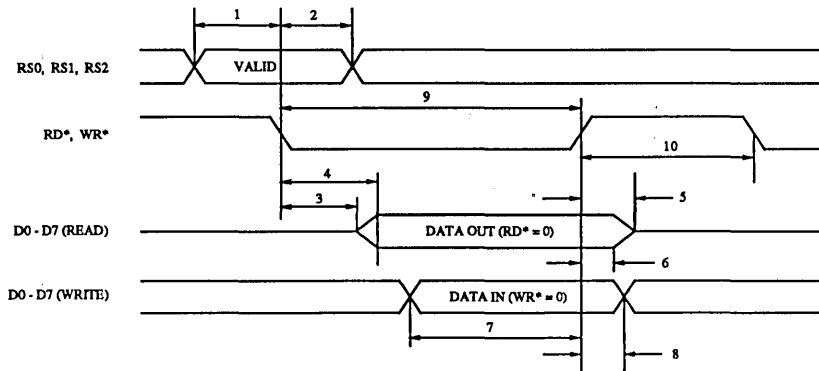 1 2
RS0, RS1, RS2 VALID
9
RD*, WR*
10
4
3 5
D0 - D7 (READ) DATA OUT (RD* = 0)
6
D0 - D7 (WRITE) DATA IN (WR* = 0)
7
8